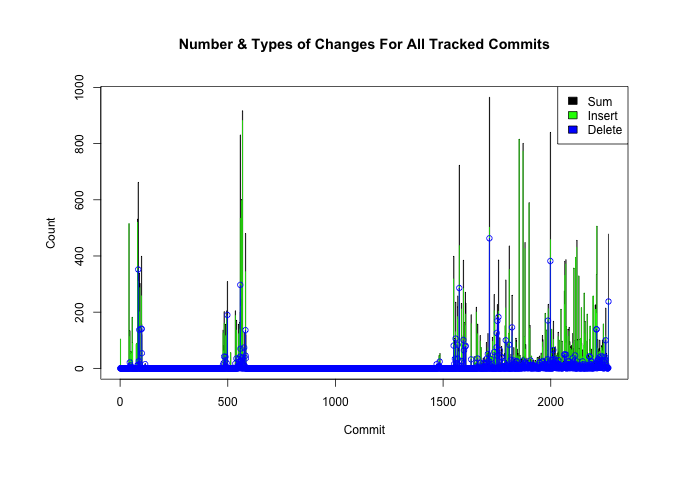 Number & Types of Changes For All Tracked Commits
1000
800
600
400
200
0
Count
Sum
Insert
Delete
0 500 1000 1500 2000
Commit